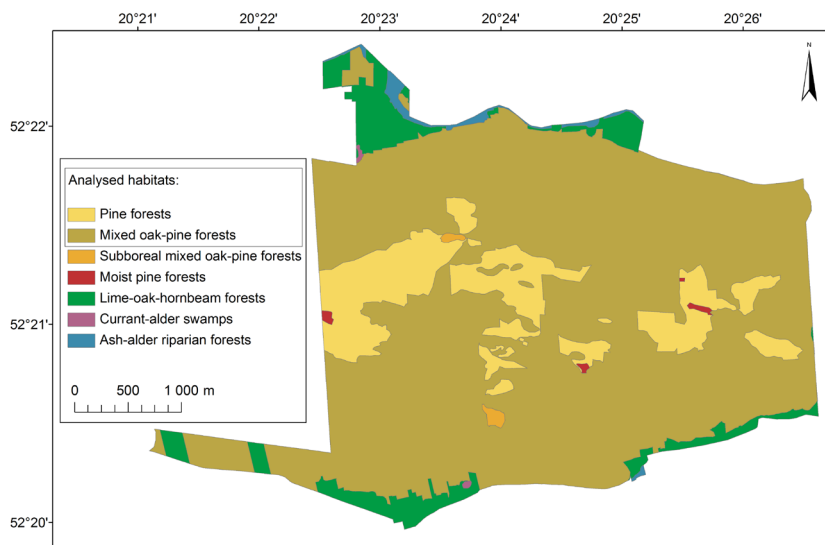 20°21' 20°22' 20°23' 20°24' 20°25' 20°26'
N
52°22'
Analysed habitats:
Pine forests
Mixed oak-pine forests
Subboreal mixed oak-pine forests
Moist pine forests
Lime-oak-hornbeam forests
52°21'
Currant-alder swamps
Ash-alder riparian forests
0 500 1 000 m
52°20'